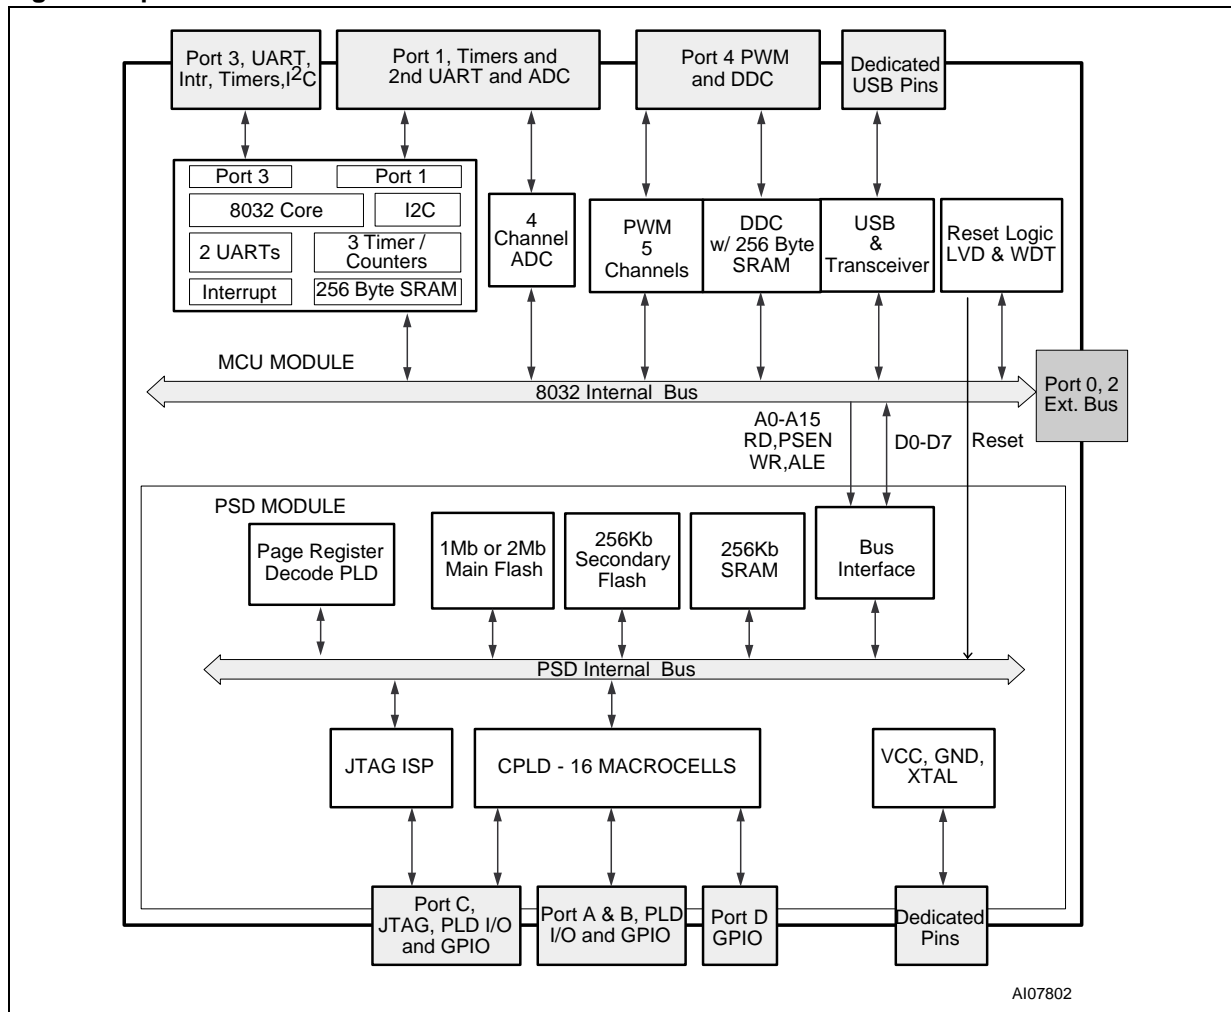 Port 3, UART,
Intr, Timers,I2C
Port 1, Timers and
2nd UART and ADC
Port 4 PWM
and DDC
Dedicated
USB Pins
Port 3
Port 1
8032 Core
I2C
2 UARTs
3 Timer /
Counters
Interrupt
256 Byte SRAM
4
Channel
ADC
PWM
5
Channels
DDC
w/ 256 Byte
SRAM
USB
&
Transceiver
Reset Logic
LVD & WDT
MCU MODULE
8032 Internal Bus
Port 0, 2
Ext. Bus
A0-A15
RD,PSEN
WR,ALE
D0-D7
Reset
PSD MODULE
Page Register
Decode PLD
1Mb or 2Mb
Main Flash
256Kb
Secondary
Flash
256Kb
SRAM
Bus
Interface
PSD Internal Bus
JTAG ISP
CPLD - 16 MACROCELLS
VCC, GND,
XTAL
Port C,
JTAG, PLD I/O
and GPIO
Port A & B, PLD
I/O and GPIO
Port D
GPIO
Dedicated
Pins
AI07802